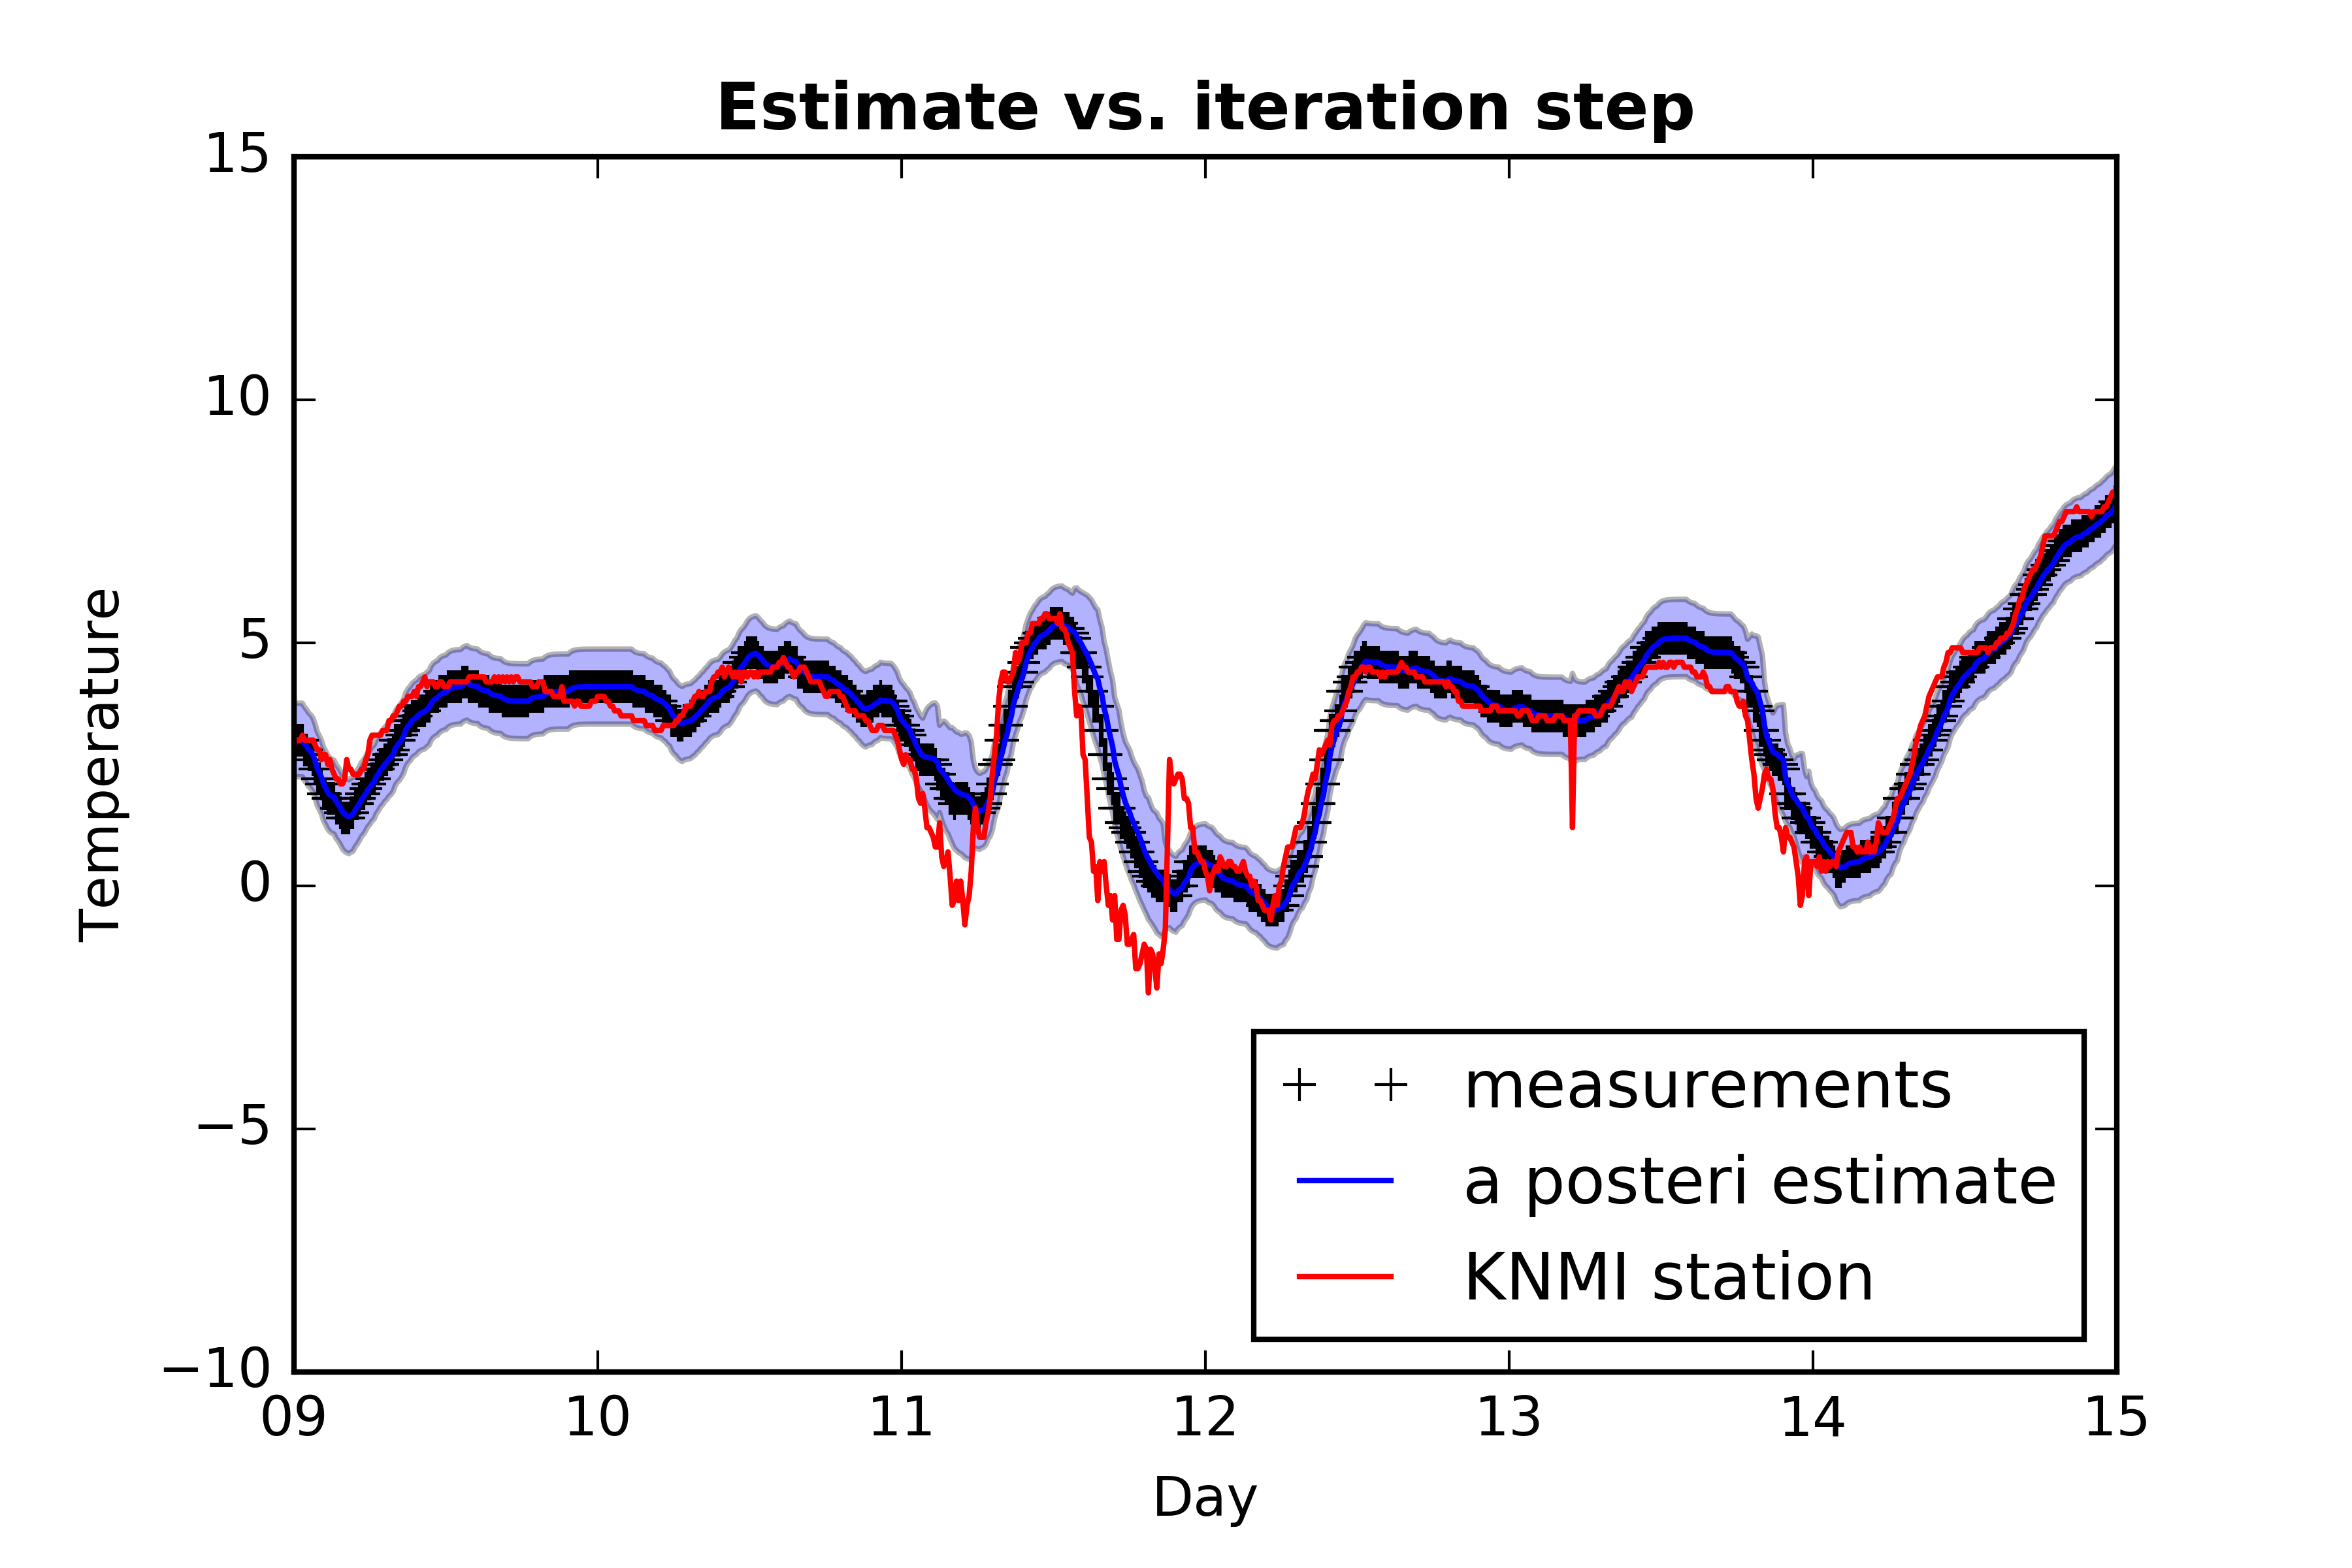 Estimate vs. iteration step
15
10
5
0
−5
−10
Temperature
measurements
a posteri estimate
KNMI station
09 10 11 12 13 14 15
Day